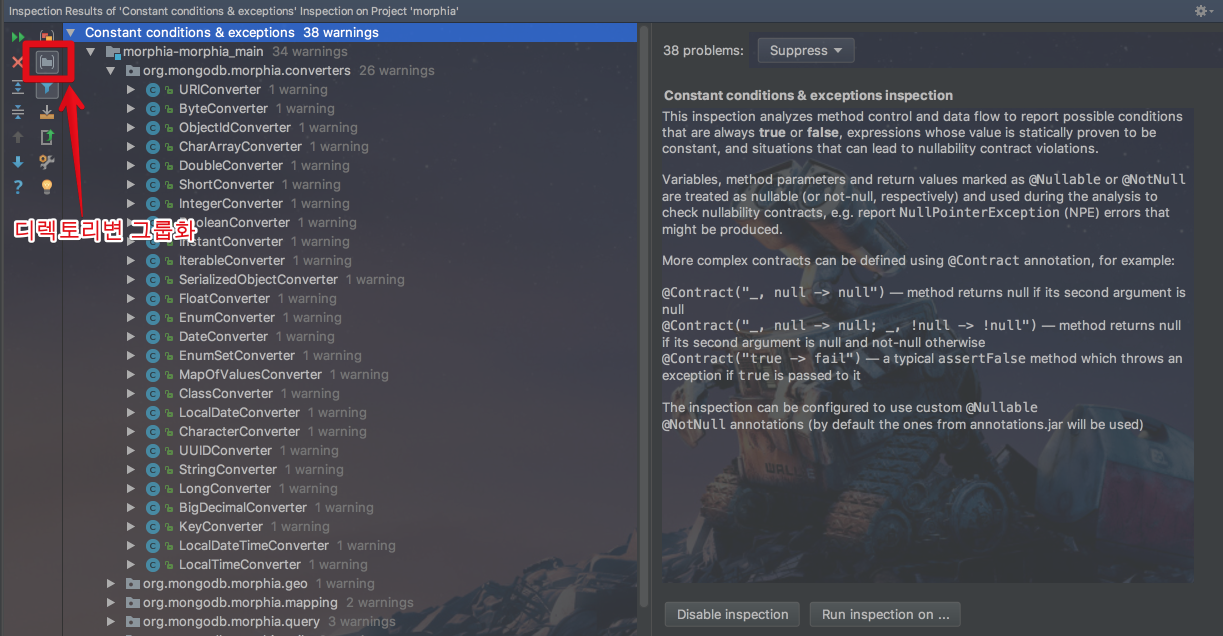 Inspection Results of 'Constant conditions & exceptions' Inspection on Project 'morphia'
Constant conditions & exceptions 38 warnings
morphia-morphia_main 34 warnings
org.mongodb.morphia.converters 26 warnings
URIConverter 1 warning
ByteConverter 1 warning
ObjectIdConverter 1 warning
CharArrayConverter 1 warning
DoubleConverter 1 warning
ShortConverter 1 warning
IntegerConverter 1 warning
디렉토리변 그룹화
BooleanConverter 1 warning
InstantConverter 1 warning
IterableConverter 1 warning
SerializedObjectConverter 1 warning
FloatConverter 1 warning
EnumConverter 1 warning
DateConverter 1 warning
EnumSetConverter 1 warning
MapOfValuesConverter 1 warning
ClassConverter 1 warning
LocalDateConverter 1 warning
CharacterConverter 1 warning
UUIDConverter 1 warning
StringConverter 1 warning
LongConverter 1 warning
BigDecimalConverter 1 warning
KeyConverter 1 warning
LocalDateTimeConverter 1 warning
LocalTimeConverter 1 warning
org.mongodb.morphia.geo 1 warning
org.mongodb.morphia.mapping 2 warnings
org.mongodb.morphia.query 3 warnings
38 problems: Suppress
Constant conditions & exceptions inspection
This inspection analyzes method control and data flow to report possible conditions
that are always true or false, expressions whose value is statically proven to be
constant, and situations that can lead to nullability contract violations.
Variables, method parameters and return values marked as @Nullable or @NotNull
are treated as nullable (or not-null, respectively) and used during the analysis to
check nullability contracts, e.g. report NullPointerException (NPE) errors that
might be produced.
More complex contracts can be defined using @Contract annotation, for example:
@Contract("_, null -> null") — method returns null if its second argument is
null
@Contract("_, null -> null; _, !null -> !null") — method returns null
if its second argument is null and not-null otherwise
@Contract("true -> fail") — a typical assertFalse method which throws an
exception if true is passed to it
The inspection can be configured to use custom @Nullable
@NotNull annotations (by default the ones from annotations.jar will be used)
WALL·E
Disable inspection Run inspection on ...